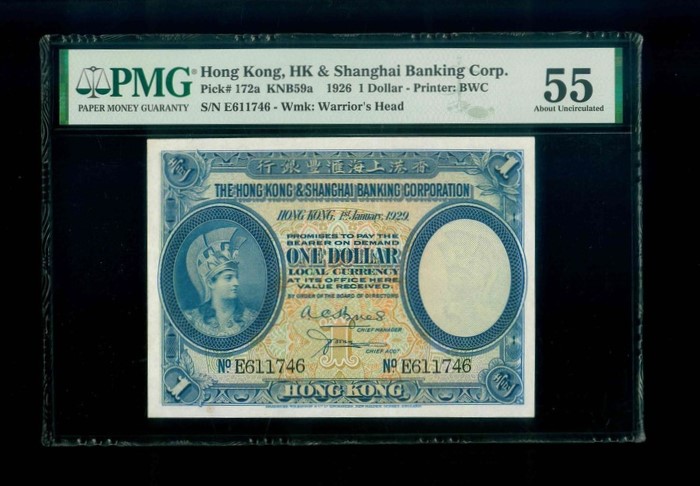 PMG
PAPER MONEY GUARANTY
Hong Kong, HK & Shanghai Banking Corp.
Pick# 172a KNB59a 1926 1 Dollar - Printer: BWC
S/N E611746 - Wmk: Warrior's Head
55
About Uncirculated
行銀豐滙海上港香
1
THE HONG KONG & SHANGHAI BANKING CORPORATION
HONG KONG, 1st January, 1929.
PROMISES TO PAY THE
BEARER ON DEMAND
ONE DOLLAR
LOCAL CURRENCY
AT ITS OFFICE HERE
VALUE RECEIVED.
BY ORDER OF THE BOARD OF DIRECTORS
CHIEF MANAGER
CHIEF ACCT
No E611746 No E611746
1
HONG KONG